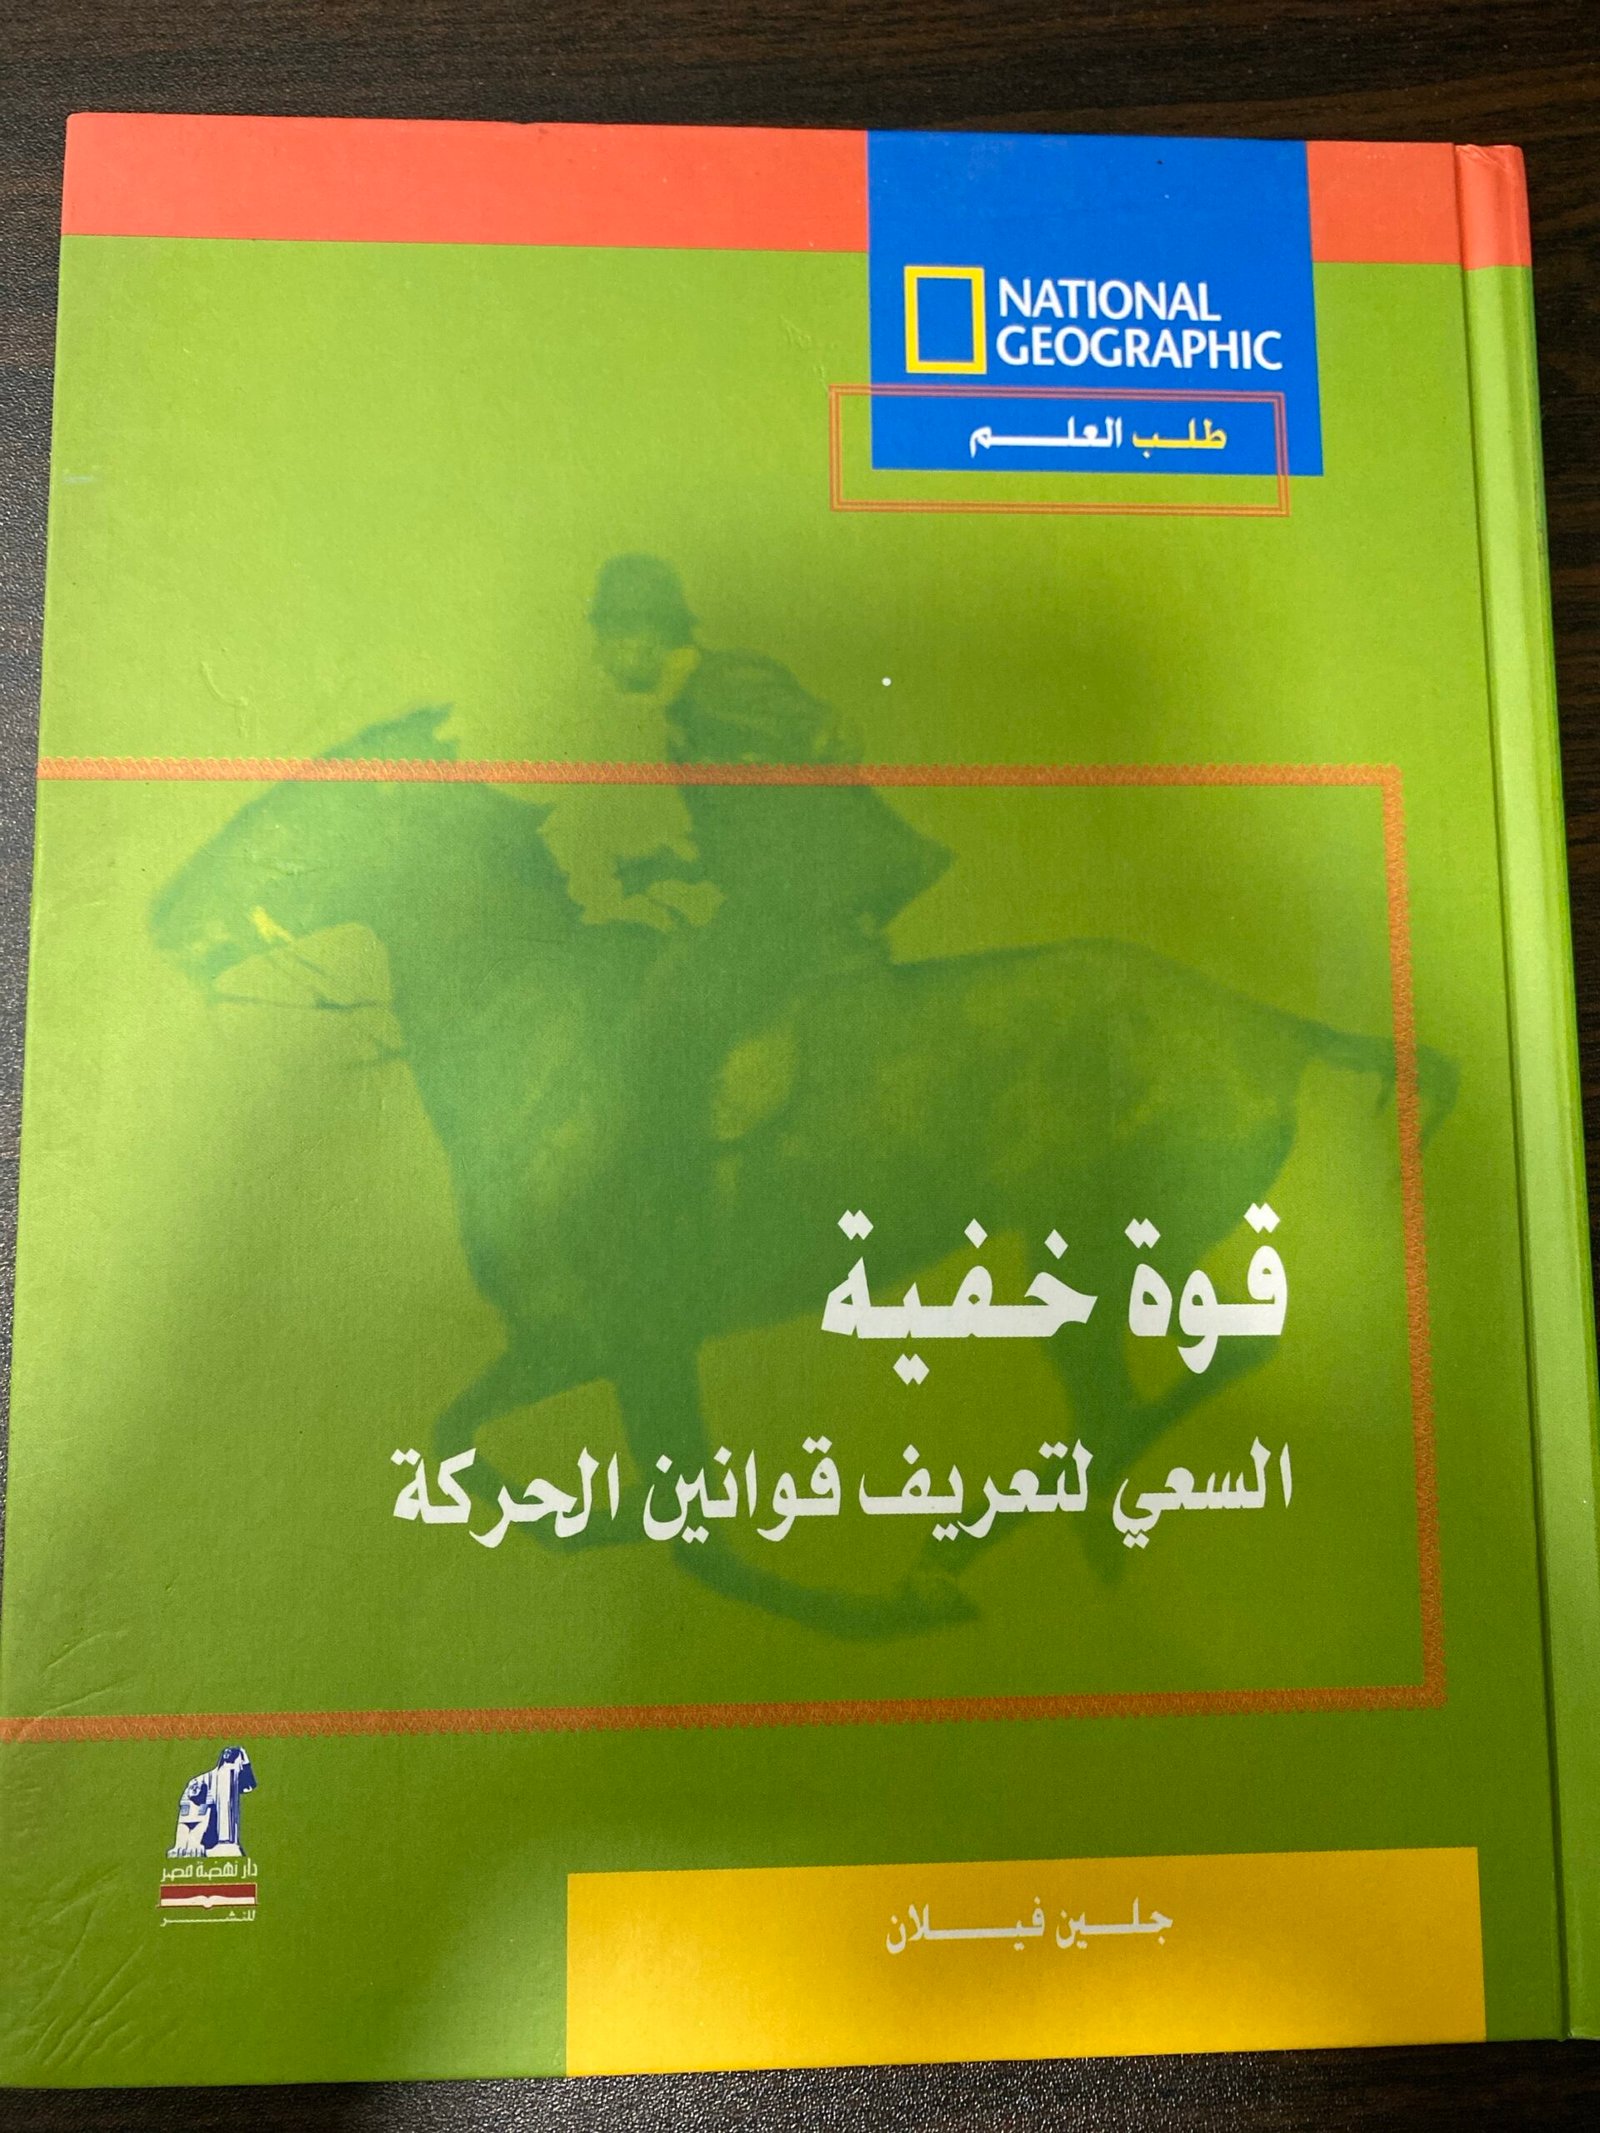 NATIONAL
GEOGRAPHIC
طلب العلم
قوة خفية
السعي لتعريف قوانين الحركة
دار نهضة مصر
للنشر
جلين فيلان